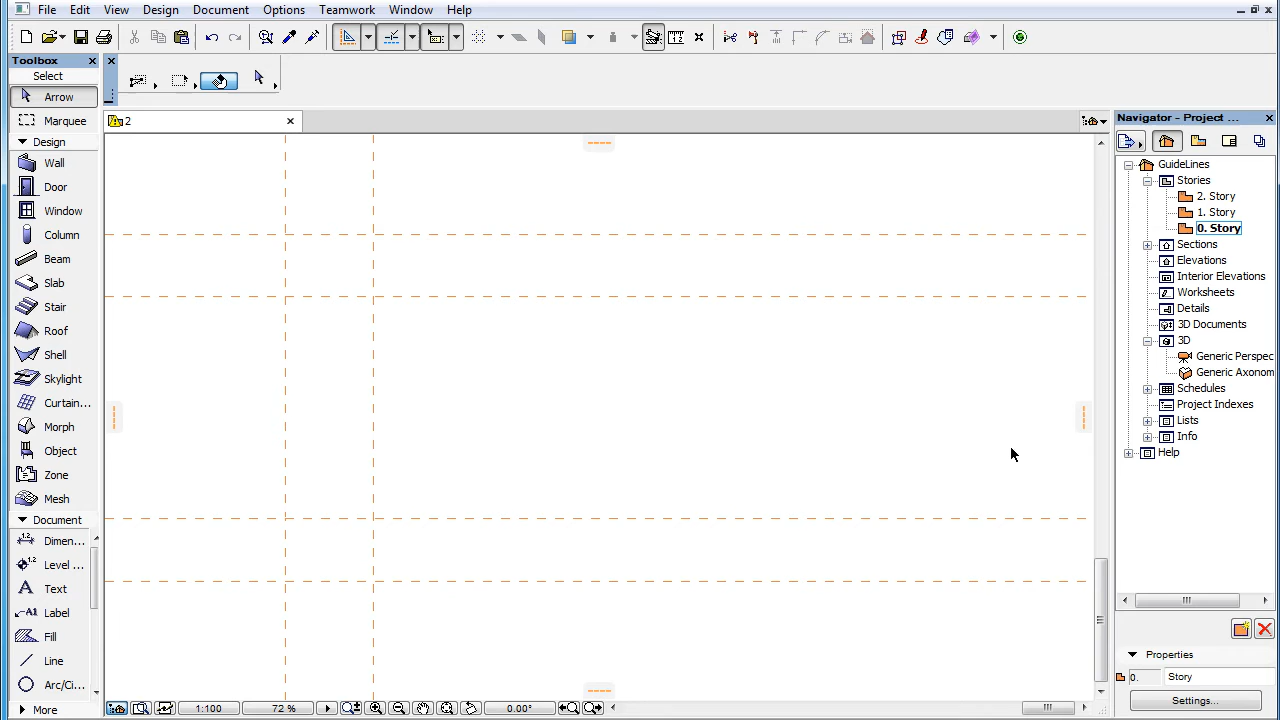 File Edit View Design Document Options Teamwork Window Help
Toolbox
Select
Arrow
Marquee
Design
Wall
Door
Window
Column
Beam
Slab
Stair
Roof
Shell
Skylight
Curtain...
Morph
Object
Zone
Mesh
Document
Dimen...
Level ...
Text
Label
Fill
Line
Arc/Ci...
More
2
1:100
72 %
0.00°
Navigator - Project ...
GuideLines
Stories
2. Story
1. Story
0. Story
Sections
Elevations
Interior Elevations
Worksheets
Details
3D Documents
3D
Generic Perspec
Generic Axonom
Schedules
Project Indexes
Lists
Info
Help
Properties
0. Story
Settings...